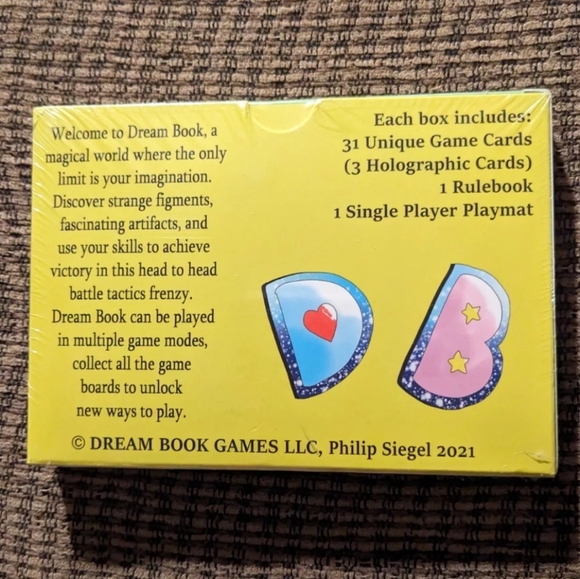 Welcome to Dream Book, a
magical world where the only
limit is your imagination.
Discover strange figments,
fascinating artifacts, and
use your skills to achieve
victory in this head to head
battle tactics frenzy.
Dream Book can be played
in multiple game modes,
collect all the game
boards to unlock
new ways to play.
Each box includes:
31 Unique Game Cards
(3 Holographic Cards)
1 Rulebook
1 Single Player Playmat
D B
© DREAM BOOK GAMES LLC, Philip Siegel 2021